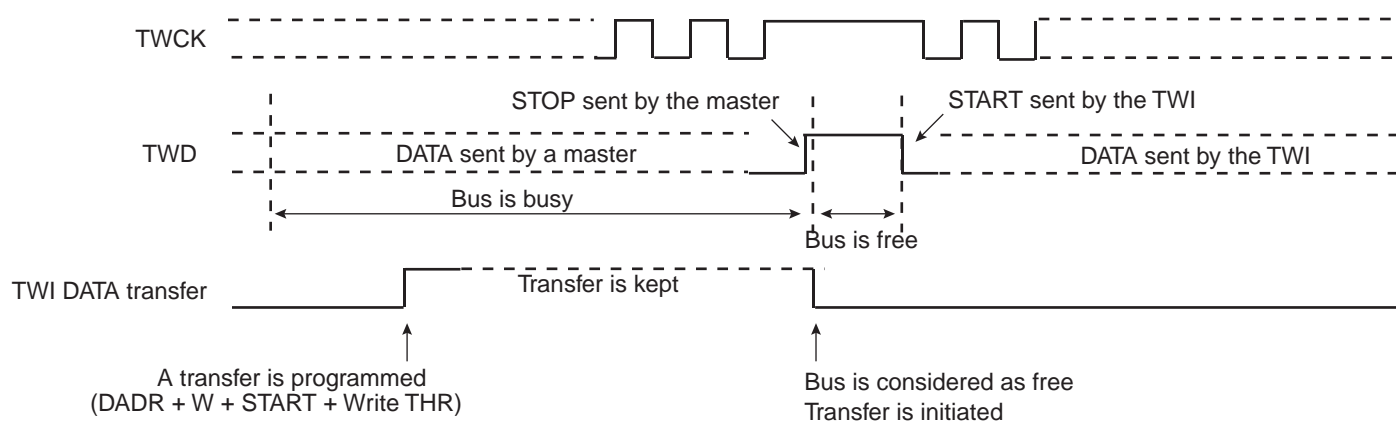 TWCK
STOP sent by the master
START sent by the TWI
TWD
DATA sent by a master
DATA sent by the TWI
Bus is busy
Bus is free
TWI DATA transfer
Transfer is kept
A transfer is programmed
(DADR + W + START + Write THR)
Bus is considered as free
Transfer is initiated